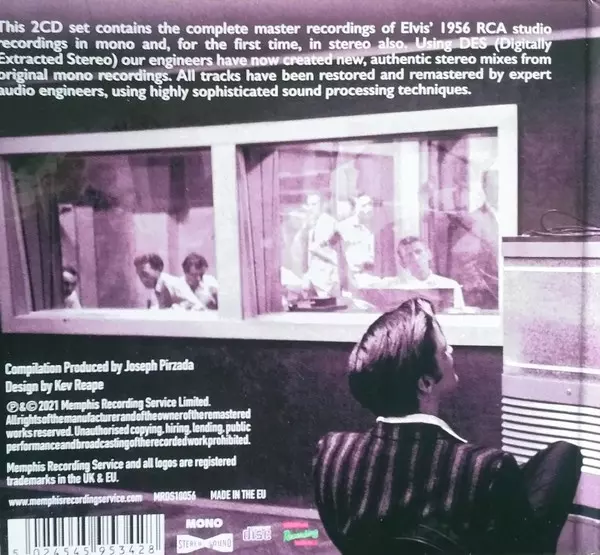 This 2CD set contains the complete master recordings of Elvis' 1956 RCA studio
recordings in mono and, for the first time, in stereo also. Using DES (Digitally
Extracted Stereo) our engineers have now created new, authentic stereo mixes from
original mono recordings. All tracks have been restored and remastered by expert
audio engineers, using highly sophisticated sound processing techniques.
Compilation Produced by Joseph Pirzada
Design by Kev Reape
℗&© 2021 Memphis Recording Service Limited.
All rights of the manufacturer and of the owner of the remastered
works reserved. Unauthorised copying, hiring, lending, public
performance and broadcasting of the recorded work prohibited.
Memphis Recording Service and all logos are registered
trademarks in the UK & EU.
www.memphisrecordingservice.com MRDS10056 MADE IN THE EU
MONO
STEREO SOUND
disc
Recording
5 024545 953428